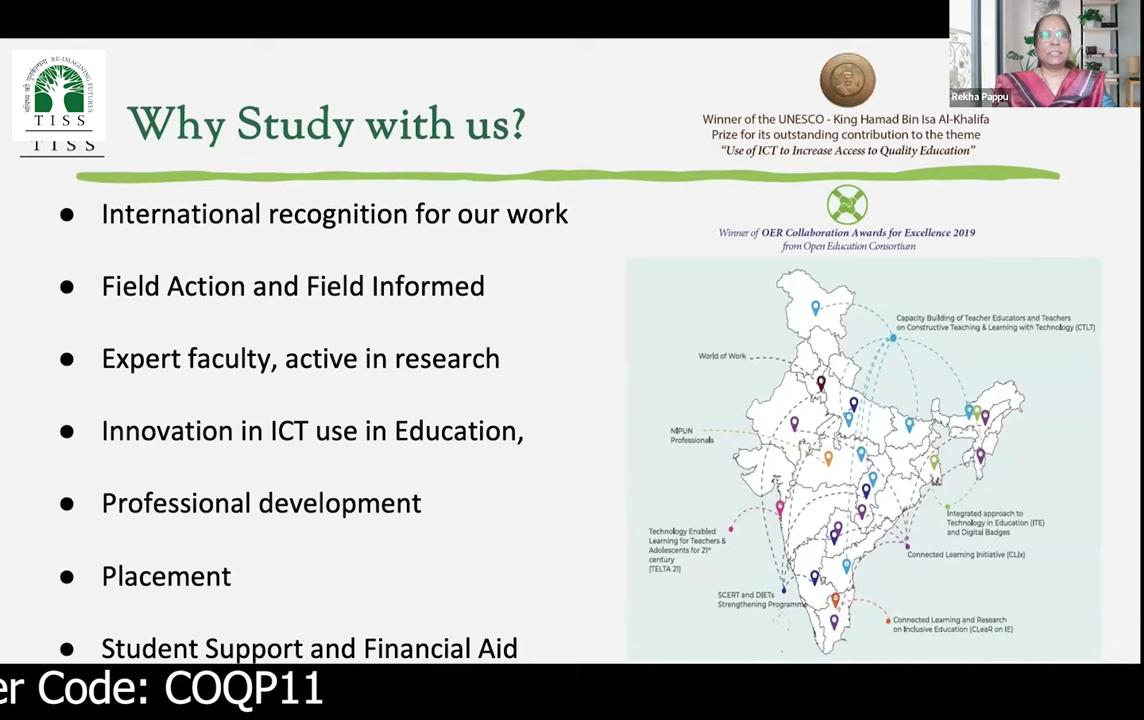 RE-IMAGINING FUTURES
TISS
TISS
Why Study with us?
Rekha Pappu
Winner of the UNESCO - King Hamad Bin Isa Al-Khalifa
Prize for its outstanding contribution to the theme
“Use of ICT to Increase Access to Quality Education”
● International recognition for our work
● Field Action and Field Informed
● Expert faculty, active in research
● Innovation in ICT use in Education,
● Professional development
● Placement
● Student Support and Financial Aid
Winner of OER Collaboration Awards for Excellence 2019
from Open Education Consortium
Capacity Building of Teacher Educators and Teachers
on Constructive Teaching & Learning with Technology (CTLT)
World of Work
NIPUN
Professionals
Integrated approach to
Technology in Education (ITE)
and Digital Badges
Technology Enabled
Learning for Teachers &
Adolescents for 21st
century
(TELTA 21)
Connected Learning Initiative (CLIx)
SCERT and DIETs
Strengthening Programme
Connected Learning and Research
on Inclusive Education (CLeaR on IE)
er Code: COQP11